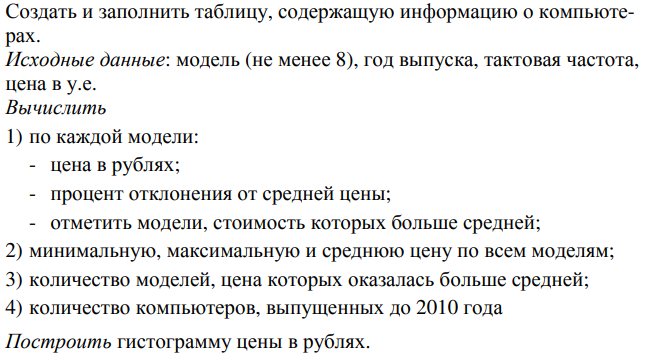 Создать и заполнить таблицу, содержащую информацию о компьюте-
рах.
Исходные данные: модель (не менее 8), год выпуска, тактовая частота,
цена в у.е.
Вычислить
1) по каждой модели:
- цена в рублях;
- процент отклонения от средней цены;
- отметить модели, стоимость которых больше средней;
2) минимальную, максимальную и среднюю цену по всем моделям;
3) количество моделей, цена которых оказалась больше средней;
4) количество компьютеров, выпущенных до 2010 года
Построить гистограмму цены в рублях.